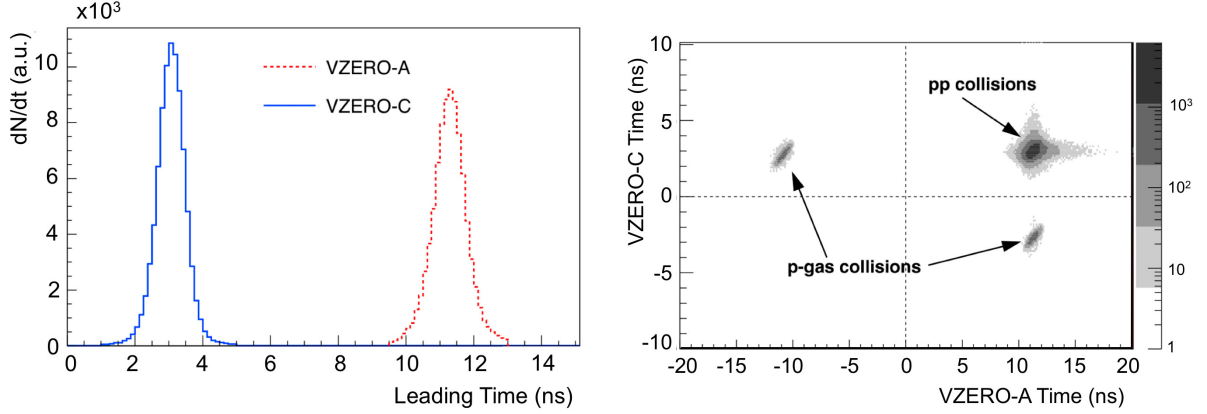 x10³
dN/dt (a.u.)
10
8
6
4
2
0
VZERO-A
VZERO-C
0 2 4 6 8 10 12 14
Leading Time (ns)
VZERO-C Time (ns)
10
5
0
-5
-10
pp collisions
p-gas collisions
-20 -15 -10 -5 0 5 10 15 20
VZERO-A Time (ns)
10³
10²
10
1